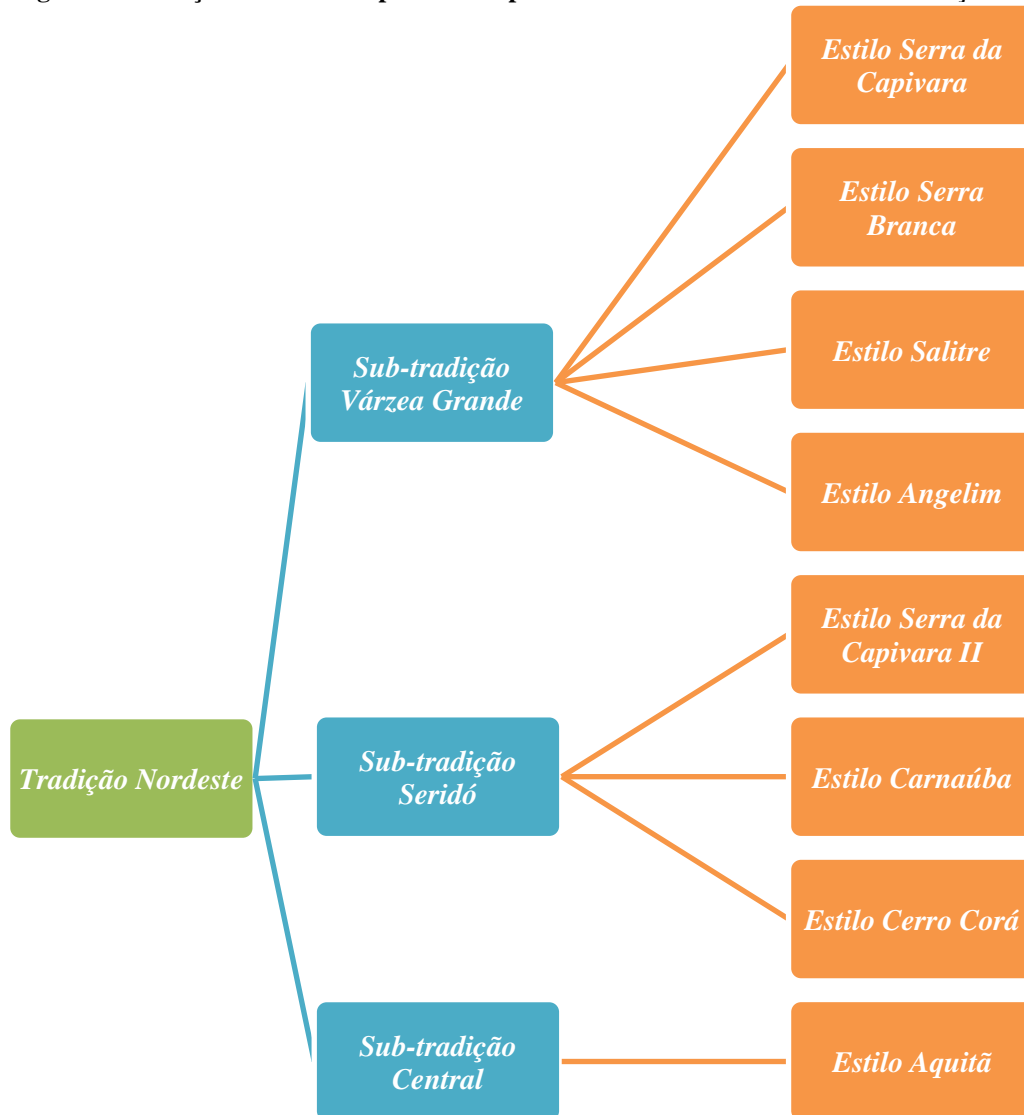 Estilo Serra da
Capivara
Estilo Serra
Branca
Estilo Salitre
Estilo Angelim
Sub-tradição
Várzea Grande
Estilo Serra da
Capivara II
Estilo Carnaúba
Estilo Cerro Corá
Sub-tradição
Seridó
Tradição Nordeste
Sub-tradição
Central
Estilo Aquitã